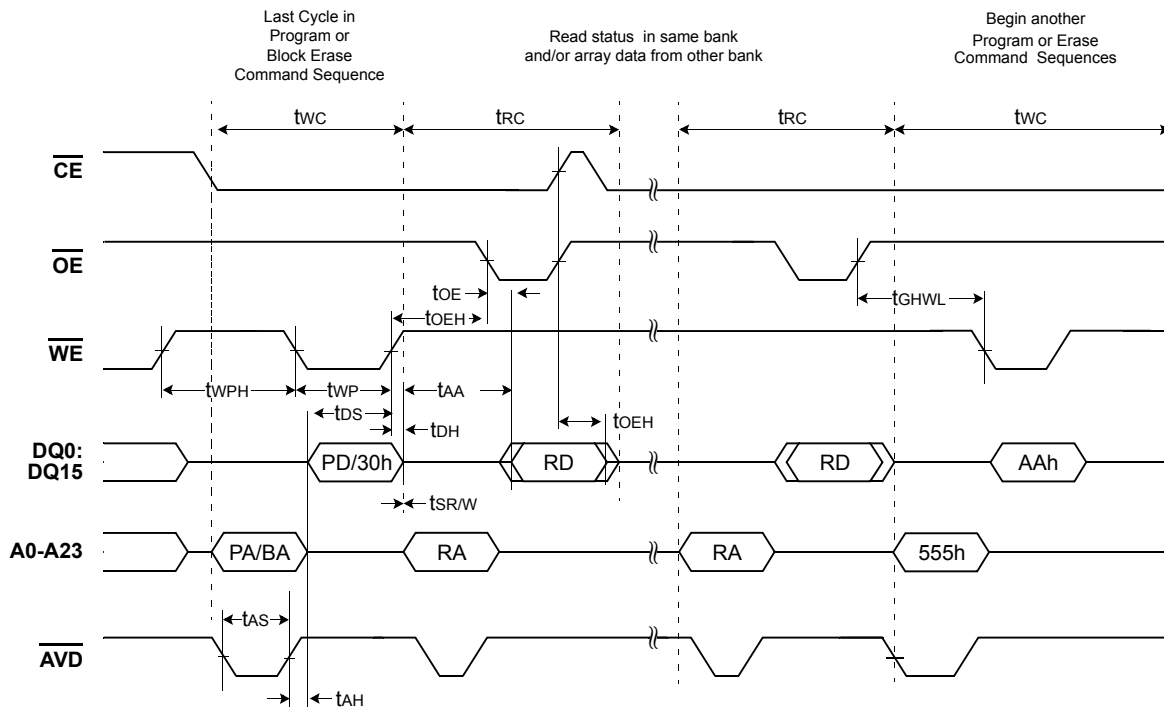 Last Cycle in
Program or
Block Erase
Command Sequence
Read status in same bank
and/or array data from other bank
Begin another
Program or Erase
Command Sequences
tWC
tRC
tRC
tWC
CE
OE
tOE
tOEH
tGHWL
WE
tWPH
tWP
tAA
tDS
tDH
tOEH
DQ0:
DQ15
PD/30h
RD
RD
AAh
tSR/W
A0-A23
PA/BA
RA
RA
555h
tAS
AVD
tAH